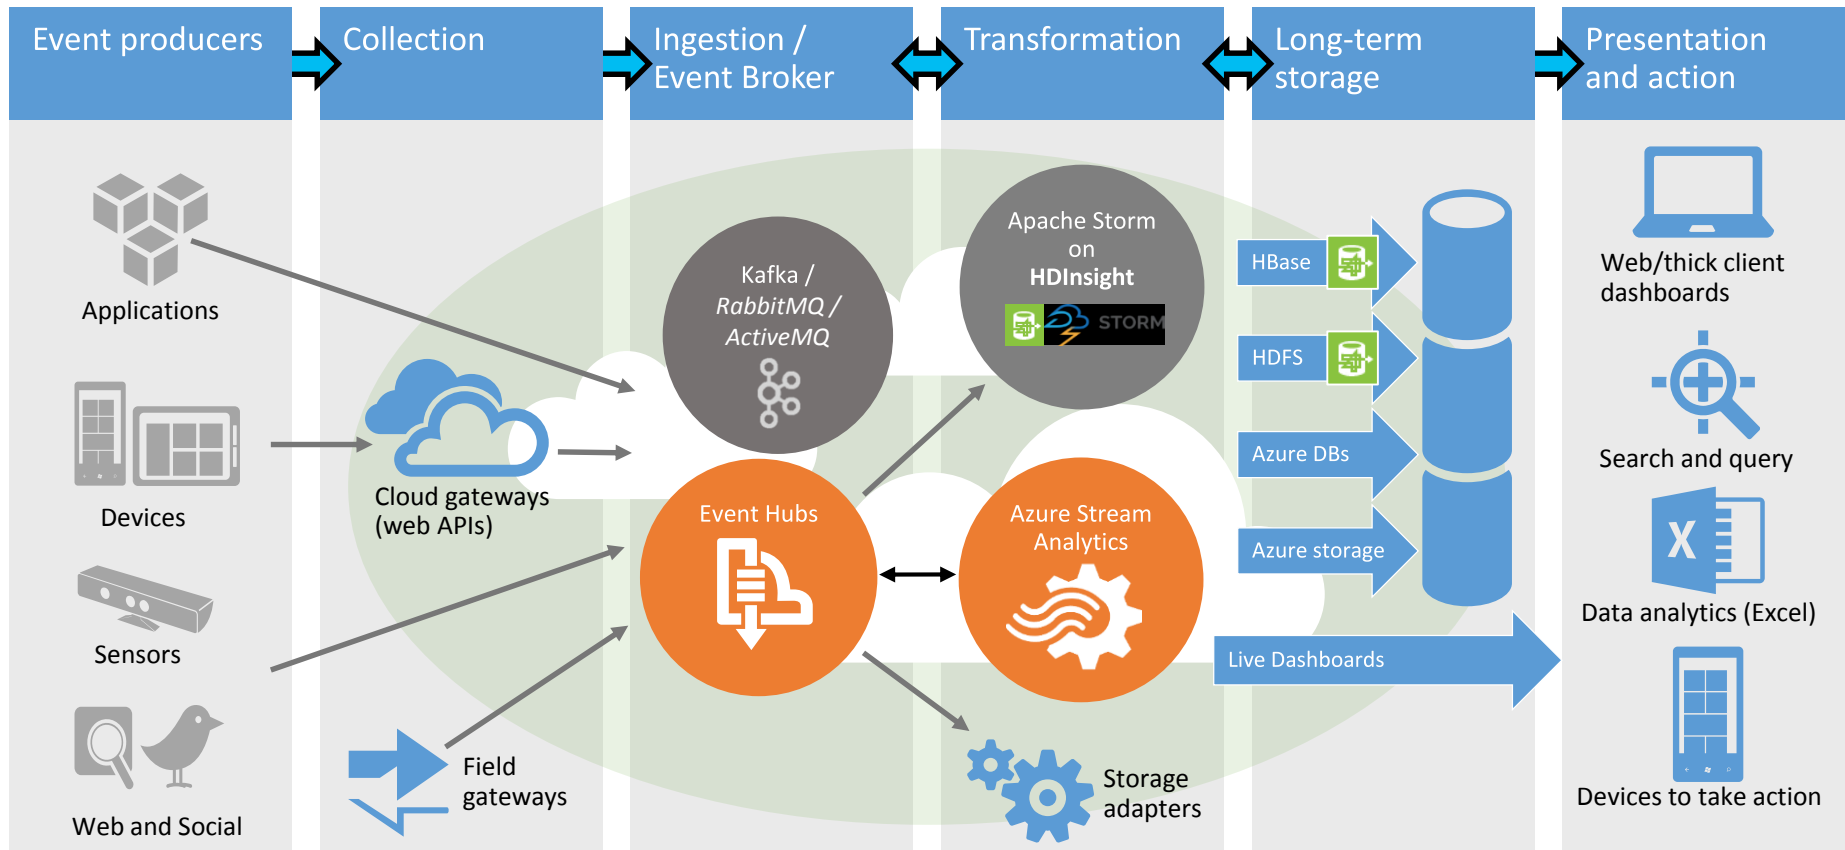 Event producers
Collection
Ingestion /
Event Broker
Transformation
Long-term
storage
Presentation
and action
Applications
Devices
Sensors
Web and Social
Cloud gateways
(web APIs)
Field
gateways
Kafka /
RabbitMQ /
ActiveMQ
Event Hubs
Apache Storm
on
HDInsight
STORM
Azure Stream
Analytics
Storage
adapters
HBase
HDFS
Azure DBs
Azure storage
Live Dashboards
Web/thick client
dashboards
Search and query
X
Data analytics (Excel)
Devices to take action